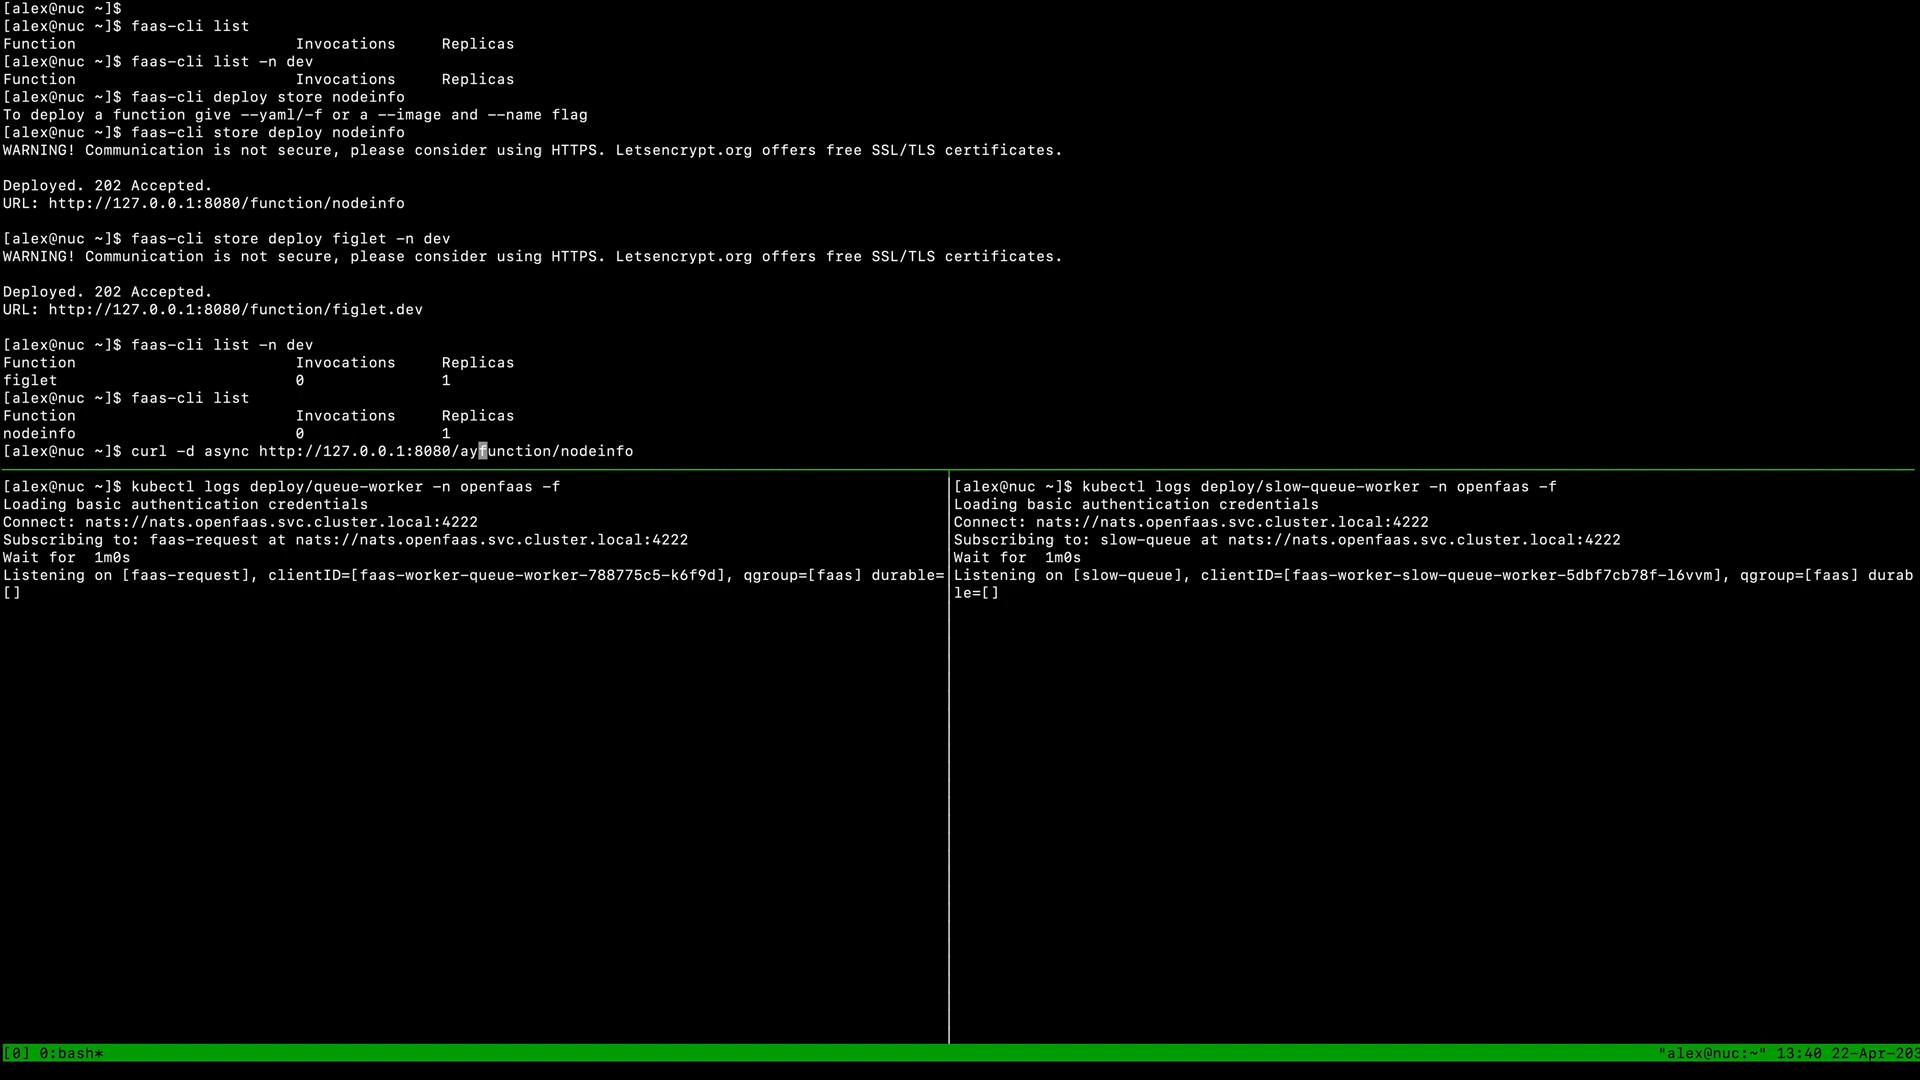 [alex@nuc ~]$
[alex@nuc ~]$ faas-cli list
Function                        Invocations     Replicas
[alex@nuc ~]$ faas-cli list -n dev
Function                        Invocations     Replicas
[alex@nuc ~]$ faas-cli deploy store nodeinfo
To deploy a function give --yaml/-f or a --image and --name flag
[alex@nuc ~]$ faas-cli store deploy nodeinfo
WARNING! Communication is not secure, please consider using HTTPS. Letsencrypt.org offers free SSL/TLS certificates.
Deployed. 202 Accepted.
URL: http://127.0.0.1:8080/function/nodeinfo
[alex@nuc ~]$ faas-cli store deploy figlet -n dev
WARNING! Communication is not secure, please consider using HTTPS. Letsencrypt.org offers free SSL/TLS certificates.
Deployed. 202 Accepted.
URL: http://127.0.0.1:8080/function/figlet.dev
[alex@nuc ~]$ faas-cli list -n dev
Function                        Invocations     Replicas
figlet                          0               1
[alex@nuc ~]$ faas-cli list
Function                        Invocations     Replicas
nodeinfo                        0               1
[alex@nuc ~]$ curl -d async http://127.0.0.1:8080/ayfunction/nodeinfo
[alex@nuc ~]$ kubectl logs deploy/queue-worker -n openfaas -f
Loading basic authentication credentials
Connect: nats://nats.openfaas.svc.cluster.local:4222
Subscribing to: faas-request at nats://nats.openfaas.svc.cluster.local:4222
Wait for  1m0s
Listening on [faas-request], clientID=[faas-worker-queue-worker-788775c5-k6f9d], qgroup=[faas] durable=
[]
[alex@nuc ~]$ kubectl logs deploy/slow-queue-worker -n openfaas -f
Loading basic authentication credentials
Connect: nats://nats.openfaas.svc.cluster.local:4222
Subscribing to: slow-queue at nats://nats.openfaas.svc.cluster.local:4222
Wait for  1m0s
Listening on [slow-queue], clientID=[faas-worker-slow-queue-worker-5dbf7cb78f-l6vvm], qgroup=[faas] durab
le=[]
[0] 0:bash*
"alex@nuc:~" 13:40 22-Apr-203